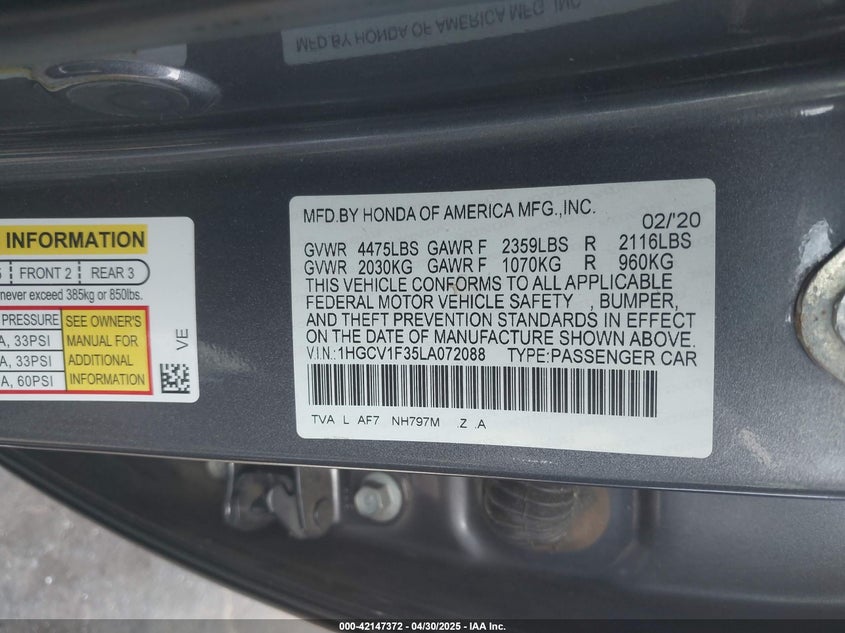 MFD BY HONDA OF AMERICA MFG., INC.
INFORMATION
FRONT 2 REAR 3
never exceed 385kg or 850lbs.
PRESSURE SEE OWNER'S
, 33PSI MANUAL FOR
, 33PSI ADDITIONAL
, 60PSI INFORMATION
VE
MFD.BY HONDA OF AMERICA MFG.,INC.
02/'20
GVWR 4475LBS GAWR F 2359LBS R 2116LBS
GVWR 2030KG GAWR F 1070KG R 960KG
THIS VEHICLE CONFORMS TO ALL APPLICABLE
FEDERAL MOTOR VEHICLE SAFETY , BUMPER,
AND THEFT PREVENTION STANDARDS IN EFFECT
ON THE DATE OF MANUFACTURE SHOWN ABOVE.
V.I.N.:1HGCV1F35LA072088 TYPE:PASSENGER CAR
TVA L AF7 NH797M .Z .A
000-42147372 - 04/30/2025 - IAA Inc.